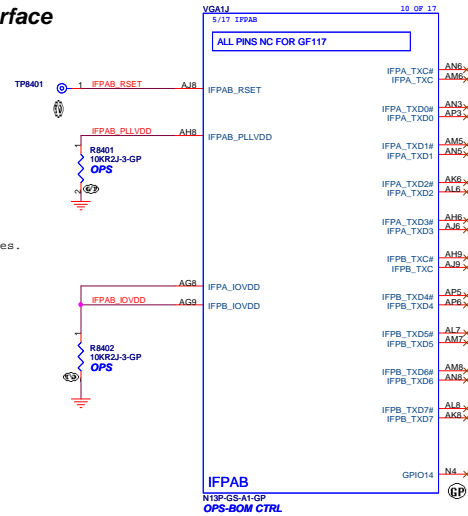 rface
VGA1J
10 OF 17
5/17 IFPAB
ALL PINS NC FOR GF117
TP8401
1
IFPAB_RSET
AJ8
IFPAB_RSET
IFPAB_PLLVDD
AH8
IFPAB_PLLVDD
1
R8401
10KR2J-3-GP
OPS
2
es.
AG8
IFPA_IOVDD
IFPAB_IOVDD
AG9
IFPB_IOVDD
1
R8402
10KR2J-3-GP
OPS
IFPA_TXC# AN6
IFPA_TXC AM6
IFPA_TXD0# AN3
IFPA_TXD0 AP3
IFPA_TXD1# AM5
IFPA_TXD1 AN5
IFPA_TXD2# AK6
IFPA_TXD2 AL6
IFPA_TXD3# AH6
IFPA_TXD3 AJ6
IFPB_TXC# AH9
IFPB_TXC AJ9
IFPB_TXD4# AP5
IFPB_TXD4 AP6
IFPB_TXD5# AL7
IFPB_TXD5 AM7
IFPB_TXD6# AM8
IFPB_TXD6 AN8
IFPB_TXD7# AL8
IFPB_TXD7 AK8
GPIO14 N4
GP
IFPAB
N13P-GS-A1-GP
OPS-BOM CTRL